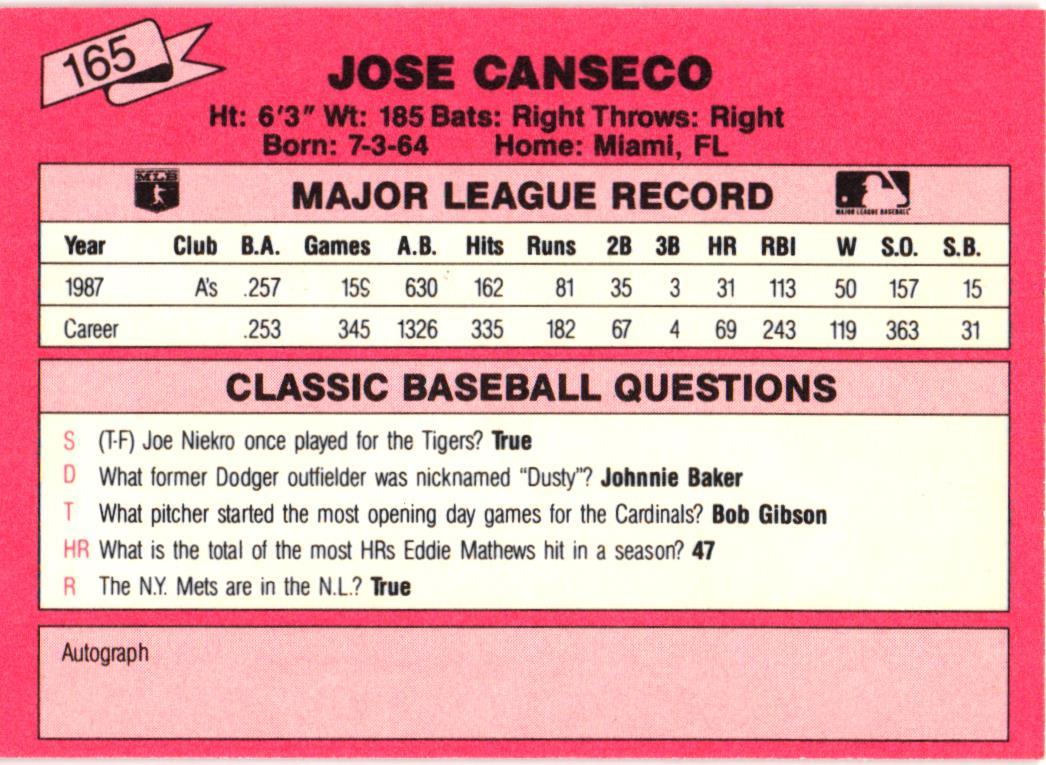 165
JOSE CANSECO
Ht: 6'3" Wt: 185 Bats: Right Throws: Right
Born: 7-3-64 Home: Miami, FL
MLB MAJOR LEAGUE RECORD MAJOR LEAGUE BASEBALL
Year Club B.A. Games A.B. Hits Runs 2B 3B HR RBI W S.O. S.B.
1987 A's .257 159 630 162 81 35 3 31 113 50 157 15
Career .253 345 1326 335 182 67 4 69 243 119 363 31
CLASSIC BASEBALL QUESTIONS
S (T-F) Joe Niekro once played for the Tigers? True
D What former Dodger outfielder was nicknamed “Dusty”? Johnnie Baker
T What pitcher started the most opening day games for the Cardinals? Bob Gibson
HR What is the total of the most HRs Eddie Mathews hit in a season? 47
R The N.Y. Mets are in the N.L.? True
Autograph